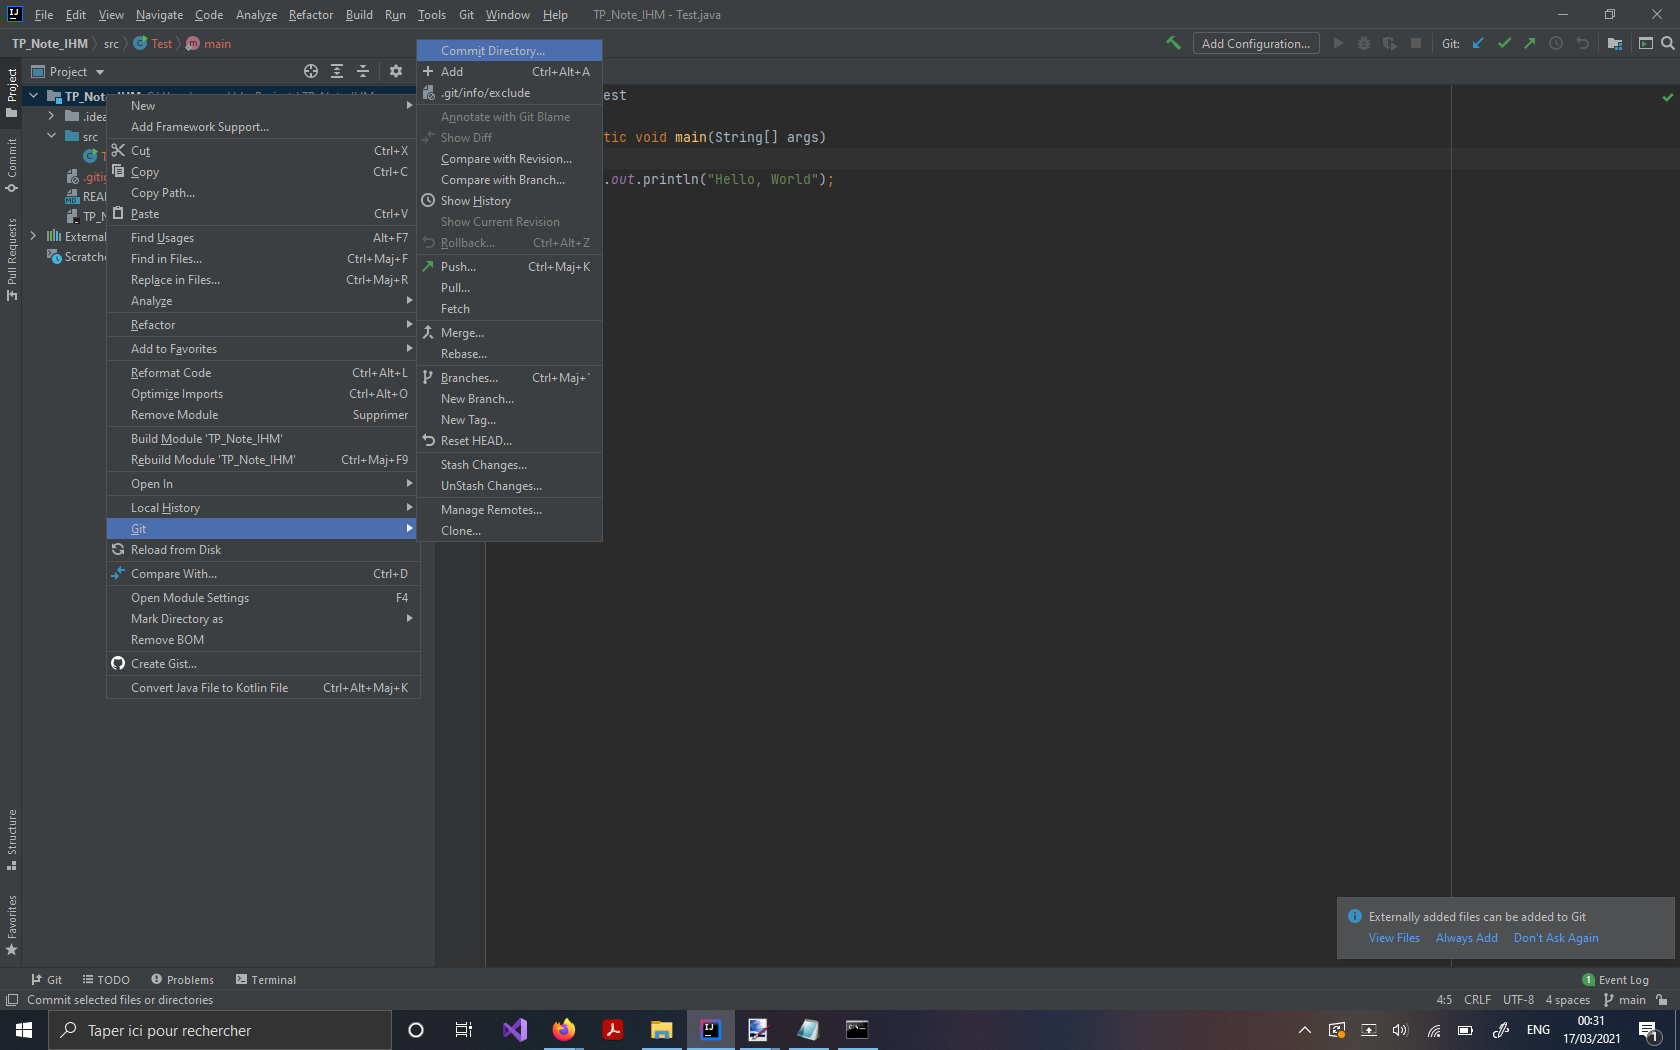 IJ File Edit View Navigate Code Analyze Refactor Build Run Tools Git Window Help TP_Note_IHM - Test.java
TP_Note_IHM src Test main
Add Configuration... Git:
Project
Project
Commit
Pull Requests
Structure
Favorites
TP_Note_IHM
.idea
src
.gitig
REA
TP_N
External
Scratche
New
Add Framework Support...
Cut Ctrl+X
Copy Ctrl+C
Copy Path...
Paste Ctrl+V
Find Usages Alt+F7
Find in Files... Ctrl+Maj+F
Replace in Files... Ctrl+Maj+R
Analyze
Refactor
Add to Favorites
Reformat Code Ctrl+Alt+L
Optimize Imports Ctrl+Alt+O
Remove Module Supprimer
Build Module 'TP_Note_IHM'
Rebuild Module 'TP_Note_IHM' Ctrl+Maj+F9
Open In
Local History
Git
Reload from Disk
Compare With... Ctrl+D
Open Module Settings F4
Mark Directory as
Remove BOM
Create Gist...
Convert Java File to Kotlin File Ctrl+Alt+Maj+K
Commit Directory...
Add Ctrl+Alt+A
.git/info/exclude
Annotate with Git Blame
Show Diff
Compare with Revision...
Compare with Branch...
Show History
Show Current Revision
Rollback... Ctrl+Alt+Z
Push... Ctrl+Maj+K
Pull...
Fetch
Merge...
Rebase...
Branches... Ctrl+Maj+`
New Branch...
New Tag...
Reset HEAD...
Stash Changes...
UnStash Changes...
Manage Remotes...
Clone...
est
tic void main(String[] args)
.out.println("Hello, World");
Externally added files can be added to Git
View Files Always Add Don't Ask Again
Git TODO Problems Terminal 1 Event Log
Commit selected files or directories 4:5 CRLF UTF-8 4 spaces main
Taper ici pour rechercher
ENG
00:31
17/03/2021
1